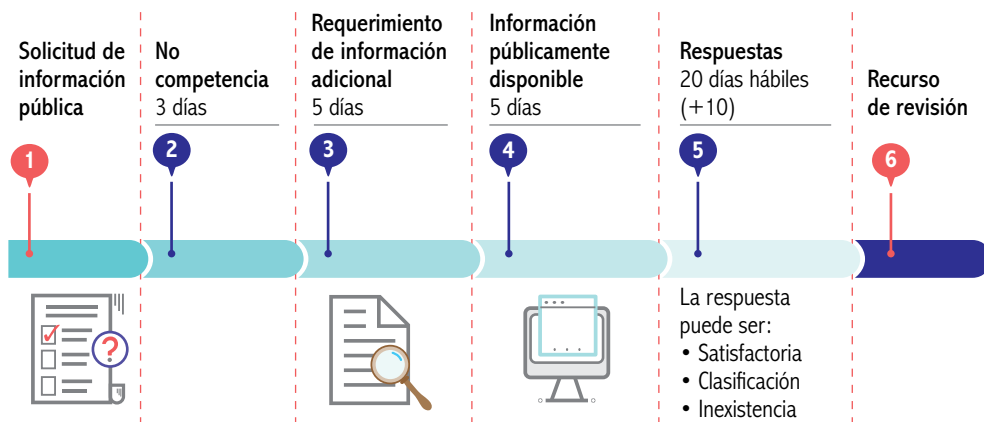 Solicitud de
información
pública
1
No
competencia
3 días
2
Requerimiento
de información
adicional
5 días
3
Información
públicamente
disponible
5 días
4
Respuestas
20 días hábiles
(+10)
5
Recurso
de revisión
6
?
La respuesta
puede ser:
• Satisfactoria
• Clasificación
• Inexistencia